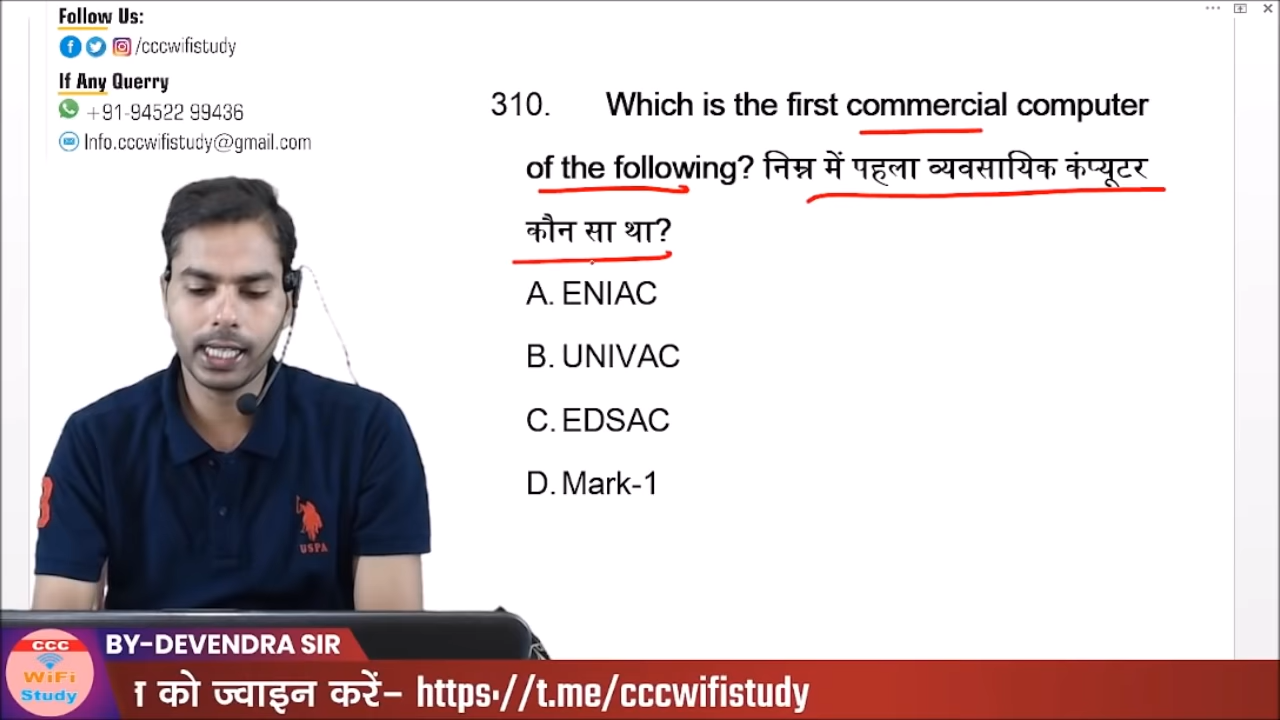 Follow Us:
/cccwifistudy
If Any Querry
+91-94522 99436
Info.cccwifistudy@gmail.com
310. Which is the first commercial computer
of the following? निम्न में पहला व्यवसायिक कंप्यूटर
कौन सा था?
A. ENIAC
B. UNIVAC
C. EDSAC
D. Mark-1
USPA
BY-DEVENDRA SIR
CCC
WiFi
Study
को ज्वाइन करें– https://t.me/cccwifistudy